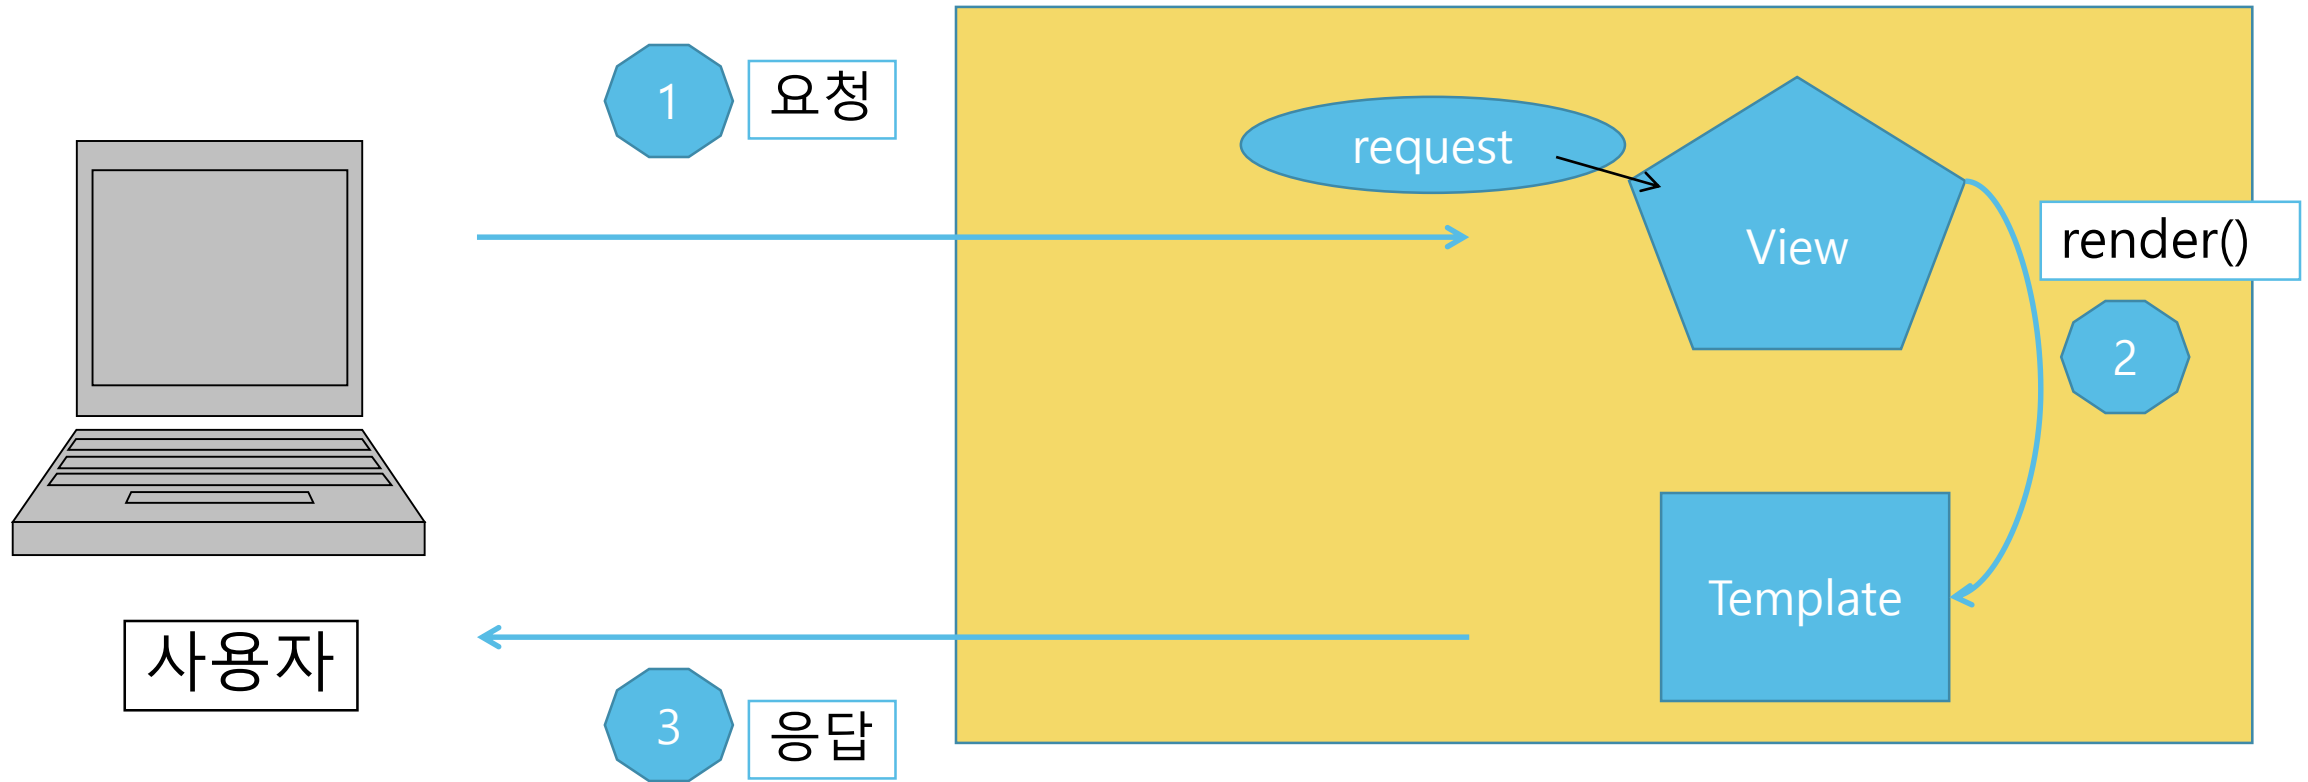 1
요청
request
View
render()
2
Template
사용자
3
응답